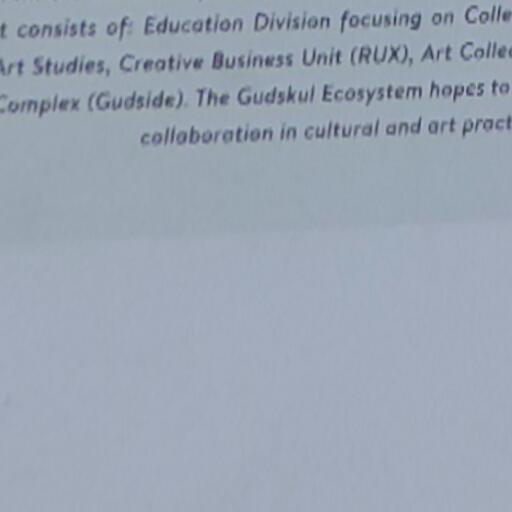 t consists of: Education Division focusing on Colle
Art Studies, Creative Business Unit (RUX), Art Collec
Complex (Gudside). The Gudskul Ecosystem hopes to
collaboration in cultural and art pract